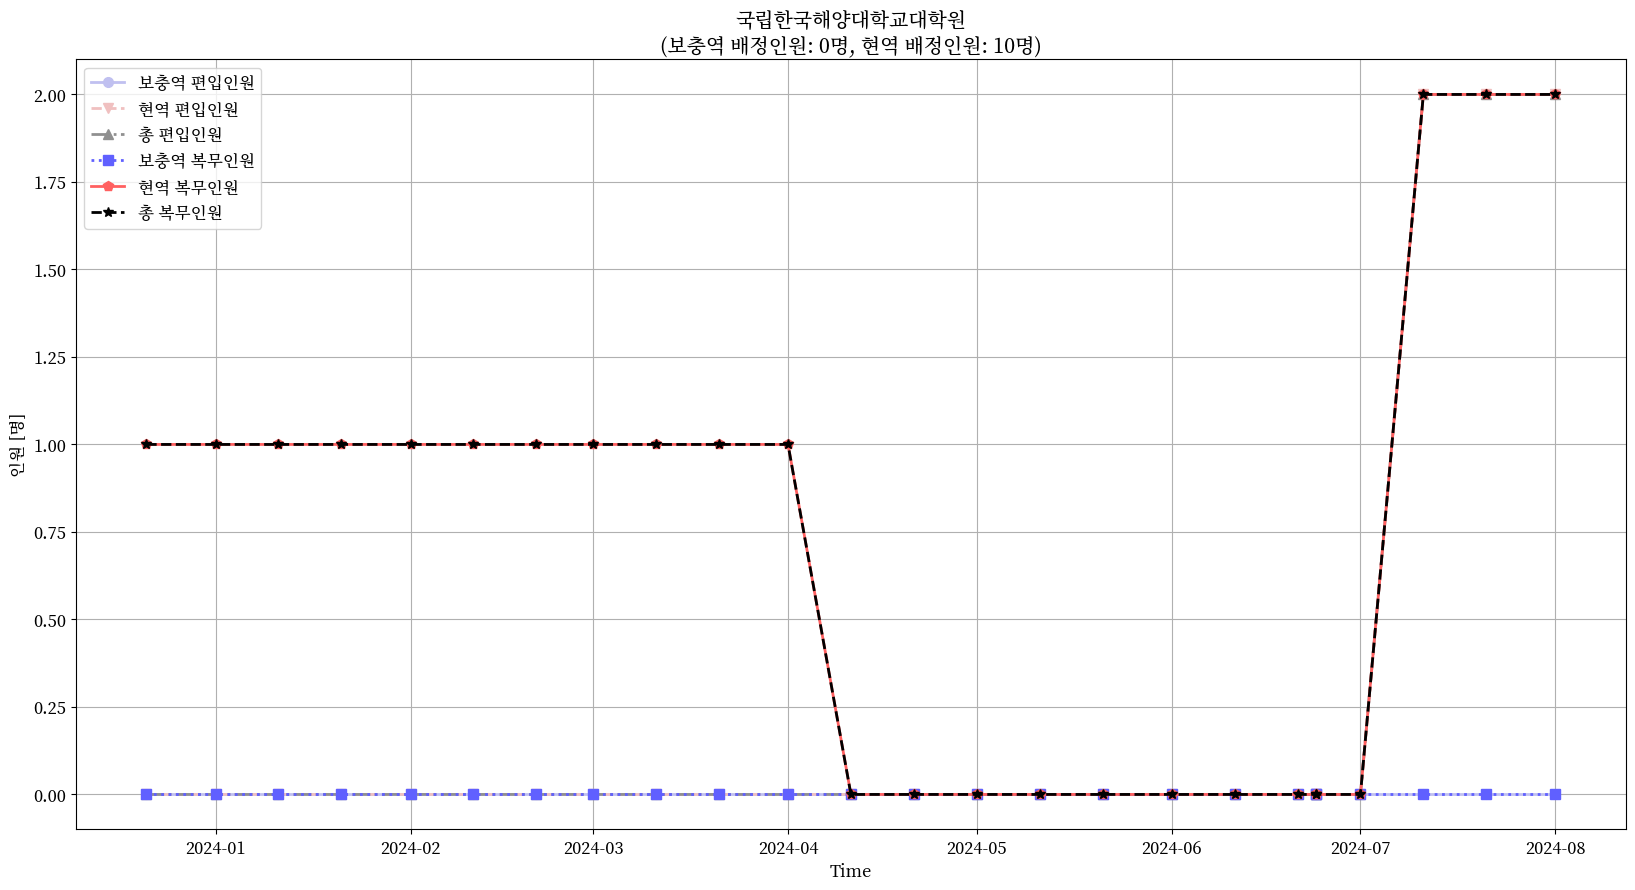 국립한국해양대학교대학원
(보충역 배정인원: 0명, 현역 배정인원: 10명)
보충역 편입인원
현역 편입인원
총 편입인원
보충역 복무인원
현역 복무인원
총 복무인원
2.00
1.75
1.50
1.25
1.00
0.75
0.50
0.25
0.00
인원 [명]
2024-01
2024-02
2024-03
2024-04
2024-05
2024-06
2024-07
2024-08
Time